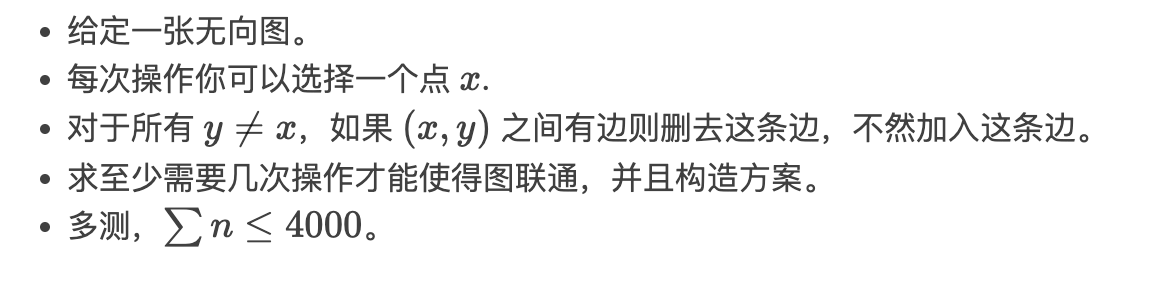 • 给定一张无向图。
• 每次操作你可以选择一个点 x.
• 对于所有 y ≠ x，如果 (x, y) 之间有边则删去这条边，不然加入这条边。
• 求至少需要几次操作才能使得图联通，并且构造方案。
• 多测，∑ n ≤ 4000。